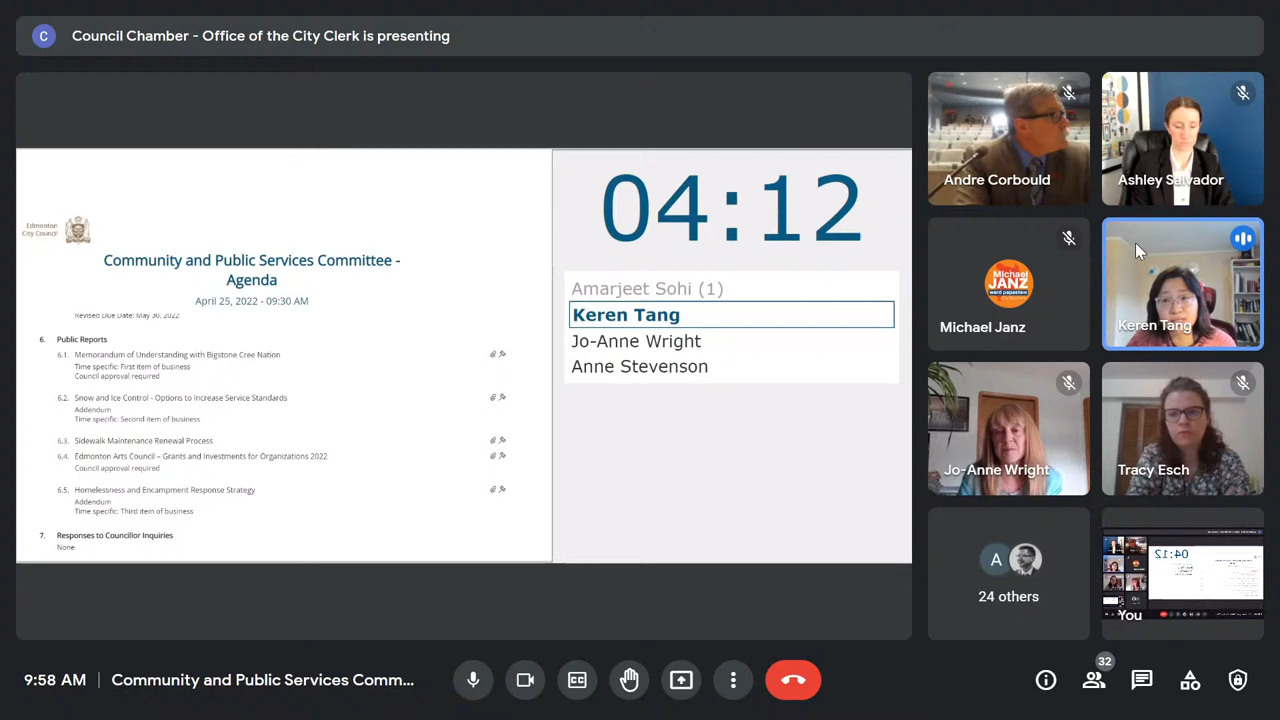 C
Council Chamber - Office of the City Clerk is presenting
Edmonton
City Council
Community and Public Services Committee -
Agenda
April 25, 2022 - 09:30 AM
Revised Due Date: May 30, 2022
6. Public Reports
6.1. Memorandum of Understanding with Bigstone Cree Nation
Time specific: First item of business
Council approval required
6.2. Snow and Ice Control - Options to Increase Service Standards
Addendum
Time specific: Second item of business
6.3. Sidewalk Maintenance Renewal Process
6.4. Edmonton Arts Council – Grants and Investments for Organizations 2022
Council approval required
6.5. Homelessness and Encampment Response Strategy
Addendum
Time specific: Third item of business
7. Responses to Councillor Inquiries
None
04:12
Amarjeet Sohi (1)
Keren Tang
Jo-Anne Wright
Anne Stevenson
Andre Corbould
Ashley Salvador
Michael
JANZ
ward papastew
Michael Janz
Keren Tang
Jo-Anne Wright
Tracy Esch
A
24 others
04:12
You
9:58 AM | Community and Public Services Comm...
CC
32